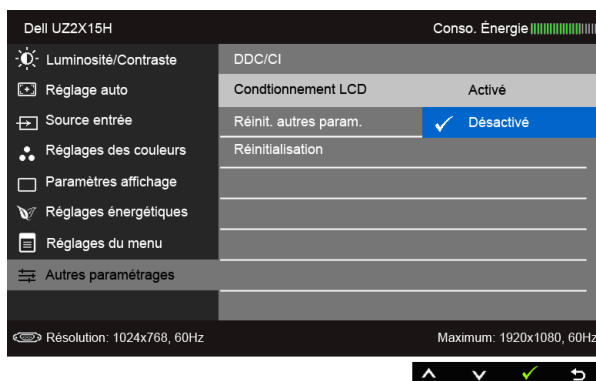 Dell UZ2X15H Conso. Énergie
Luminosité/Contraste DDC/CI
Réglage auto Condtionnement LCD Activé
Source entrée Réinit. autres param. Désactivé
Réglages des couleurs Réinitialisation
Paramètres affichage
Réglages énergétiques
Réglages du menu
Autres paramétrages
Résolution: 1024x768, 60Hz Maximum: 1920x1080, 60Hz